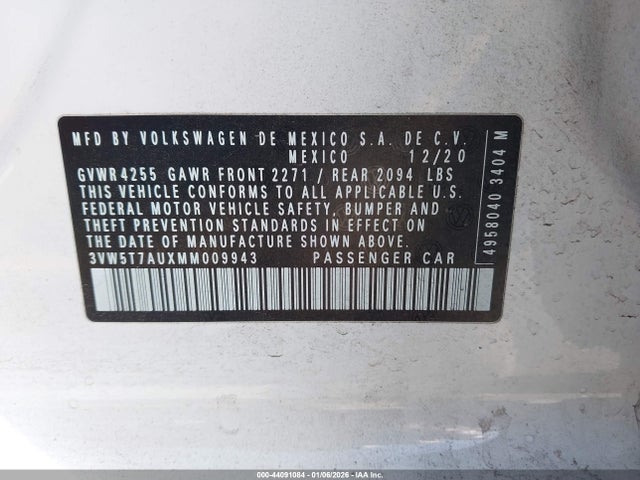 MFD BY VOLKSWAGEN DE MEXICO S.A. DE C.V.
MEXICO 12/20
GVWR 4255 GAWR FRONT 2271 / REAR 2094 LBS
THIS VEHICLE CONFORMS TO ALL APPLICABLE U.S.
FEDERAL MOTOR VEHICLE SAFETY, BUMPER AND
THEFT PREVENTION STANDARDS IN EFFECT ON
THE DATE OF MANUFACTURE SHOWN ABOVE
3VW5T7AUXMM009943 PASSENGER CAR
4958040 3404 M
000-44091084 | 01/06/2026 - IAA Inc.